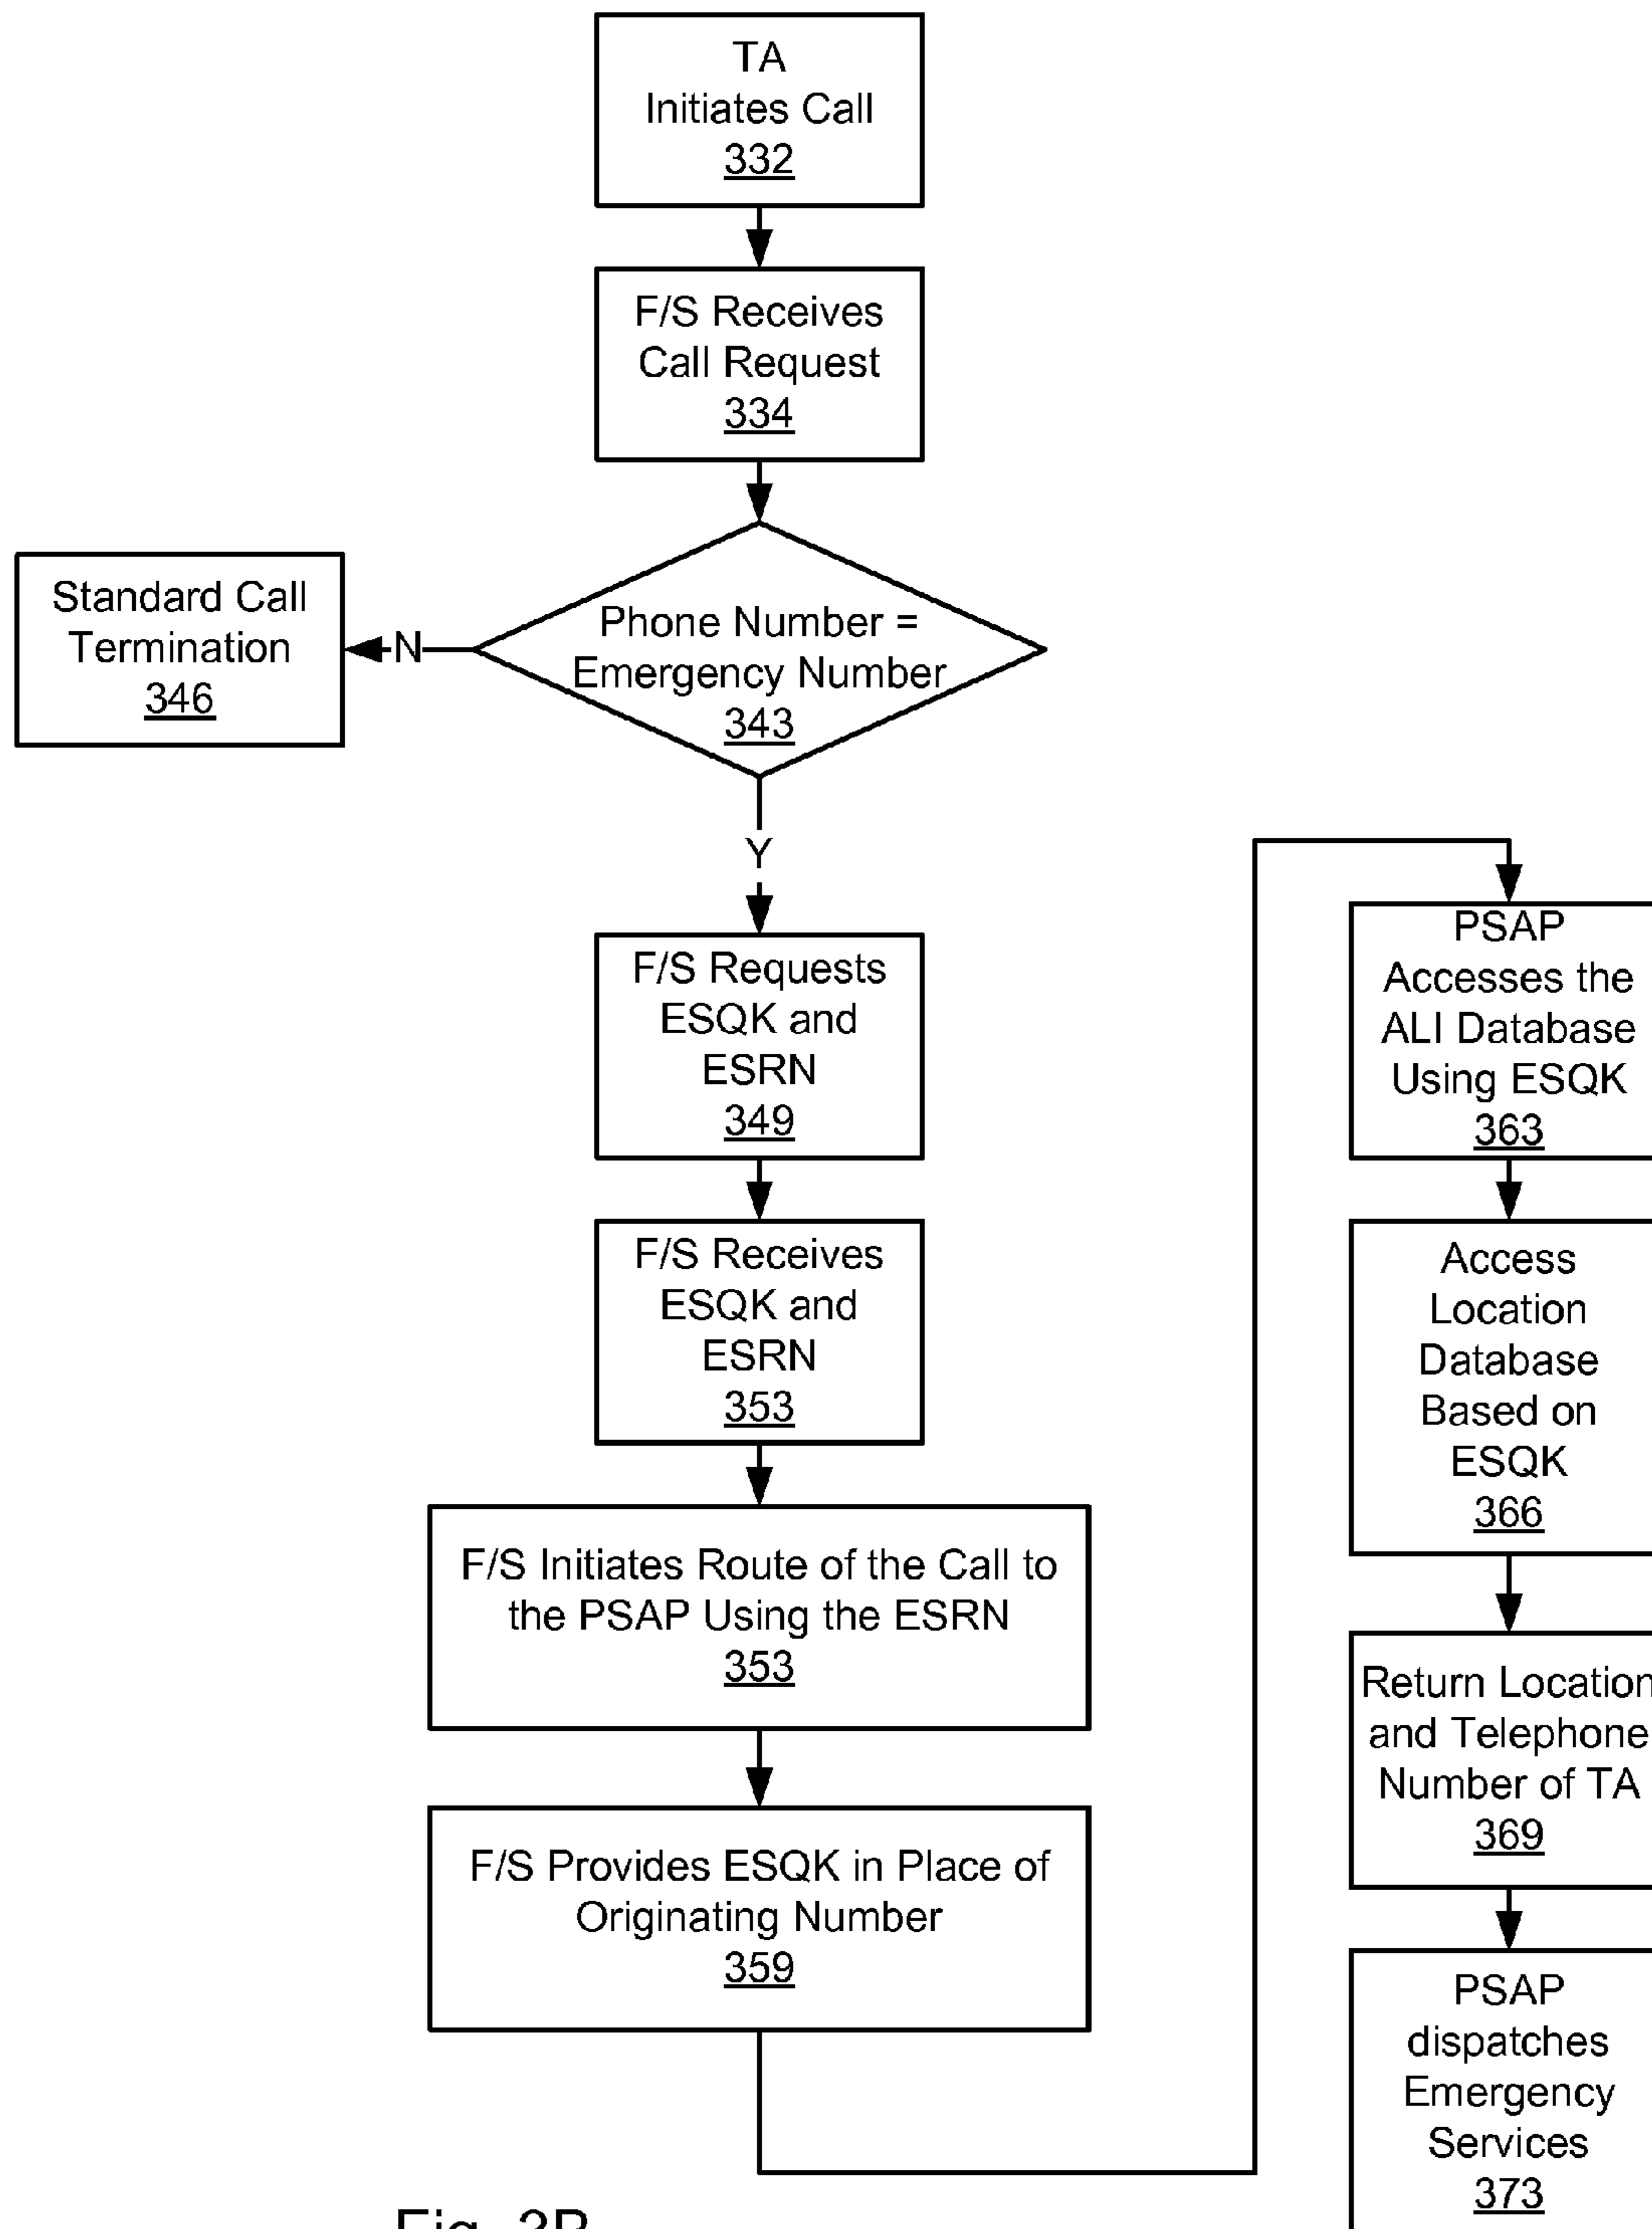 TA
Initiates Call
332
F/S Receives
Call Request
334
Phone Number =
Emergency Number
343
N
Standard Call
Termination
346
Y
F/S Requests
ESQK and
ESRN
349
F/S Receives
ESQK and
ESRN
353
F/S Initiates Route of the Call to
the PSAP Using the ESRN
353
F/S Provides ESQK in Place of
Originating Number
359
PSAP
Accesses the
ALI Database
Using ESQK
363
Access
Location
Database
Based on
ESQK
366
Return Location
and Telephone
Number of TA
369
PSAP
dispatches
Emergency
Services
373
Fig. 3B